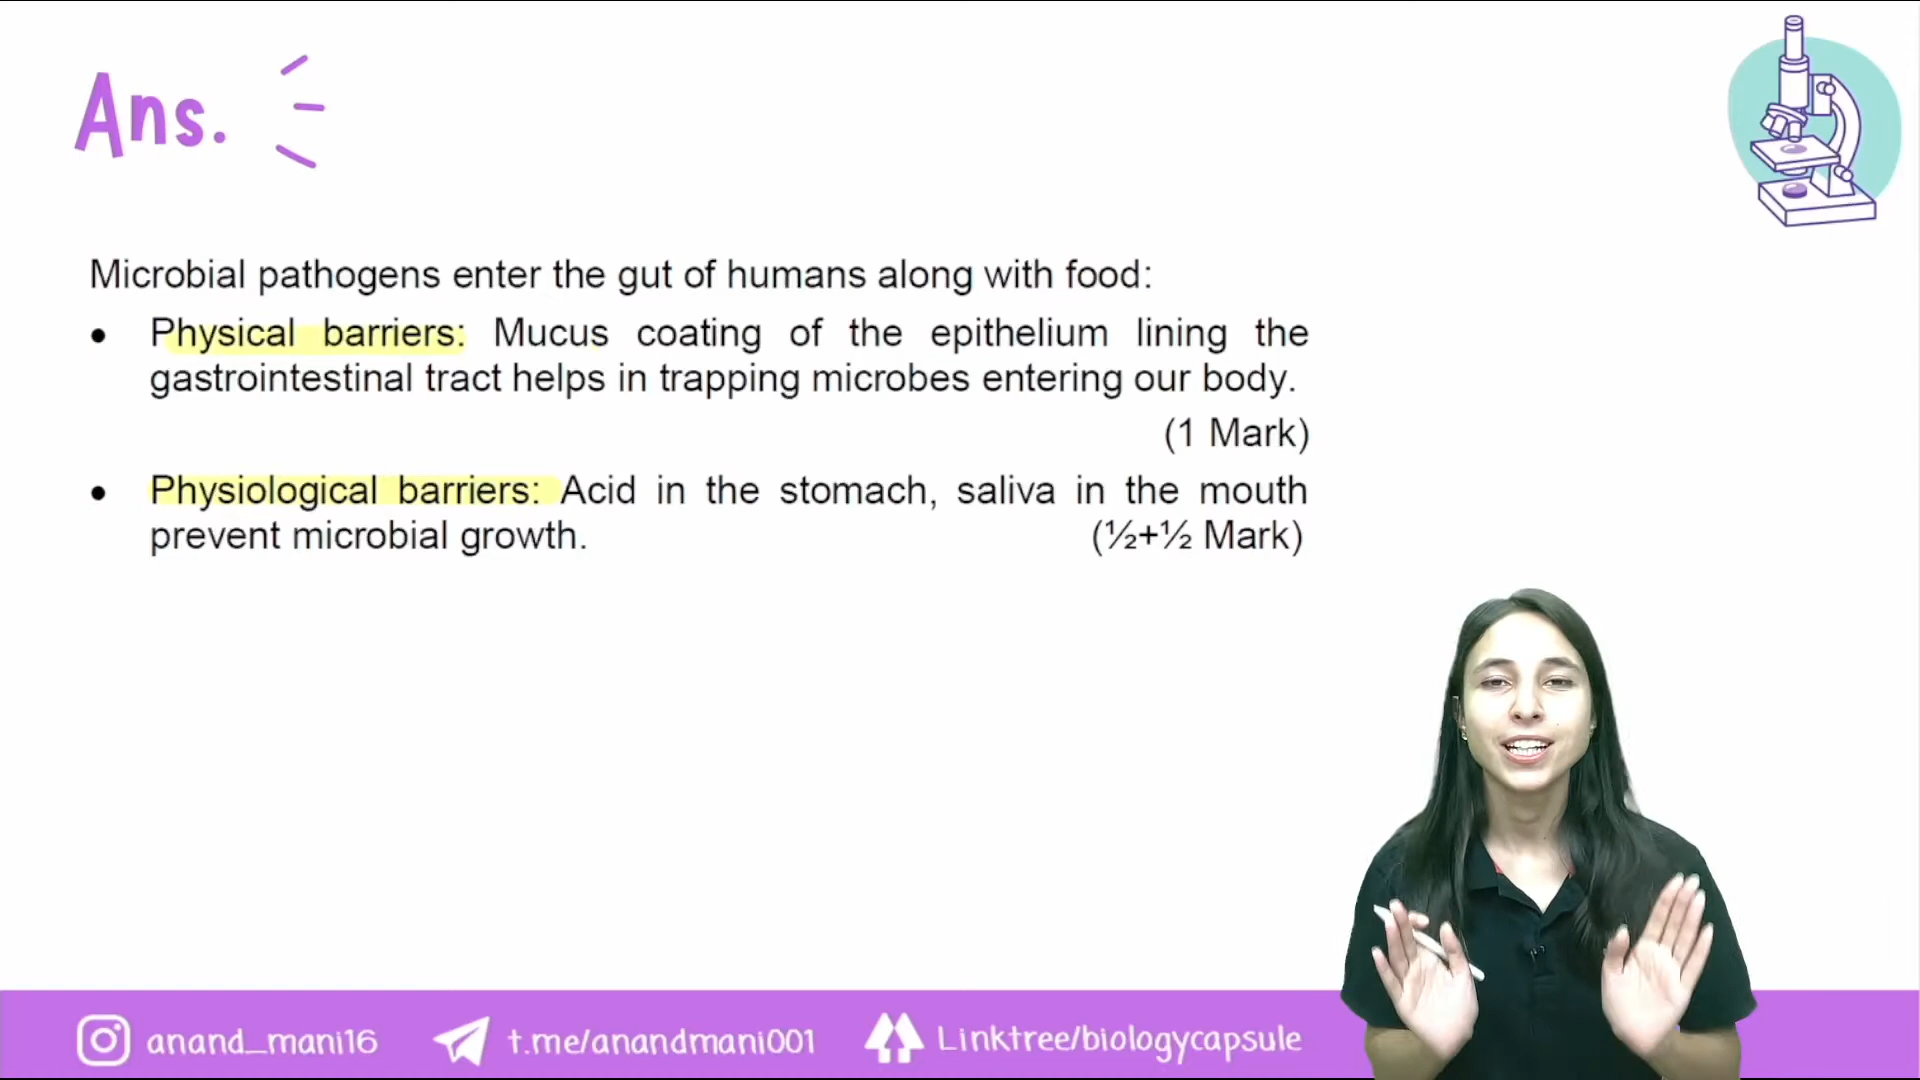 Ans.
Microbial pathogens enter the gut of humans along with food:
• Physical barriers: Mucus coating of the epithelium lining the
gastrointestinal tract helps in trapping microbes entering our body.
(1 Mark)
• Physiological barriers: Acid in the stomach, saliva in the mouth
prevent microbial growth. (½+½ Mark)
anand_mani16 t.me/anandmani001 Linktree/biologycapsule